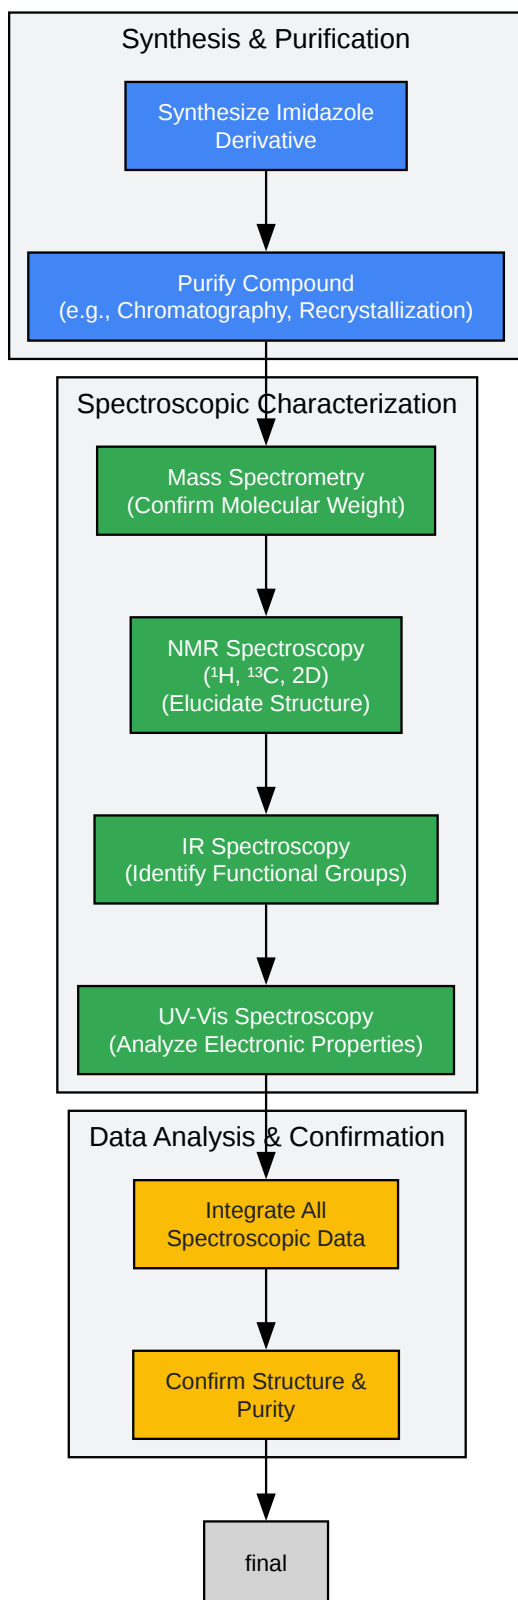 Synthesis & Purification
Synthesize Imidazole
Derivative
Purify Compound
(e.g., Chromatography, Recrystallization)
Spectroscopic Characterization
Mass Spectrometry
(Confirm Molecular Weight)
NMR Spectroscopy
(¹H, ¹³C, 2D)
(Elucidate Structure)
IR Spectroscopy
(Identify Functional Groups)
UV-Vis Spectroscopy
(Analyze Electronic Properties)
Data Analysis & Confirmation
Integrate All
Spectroscopic Data
Confirm Structure &
Purity
final